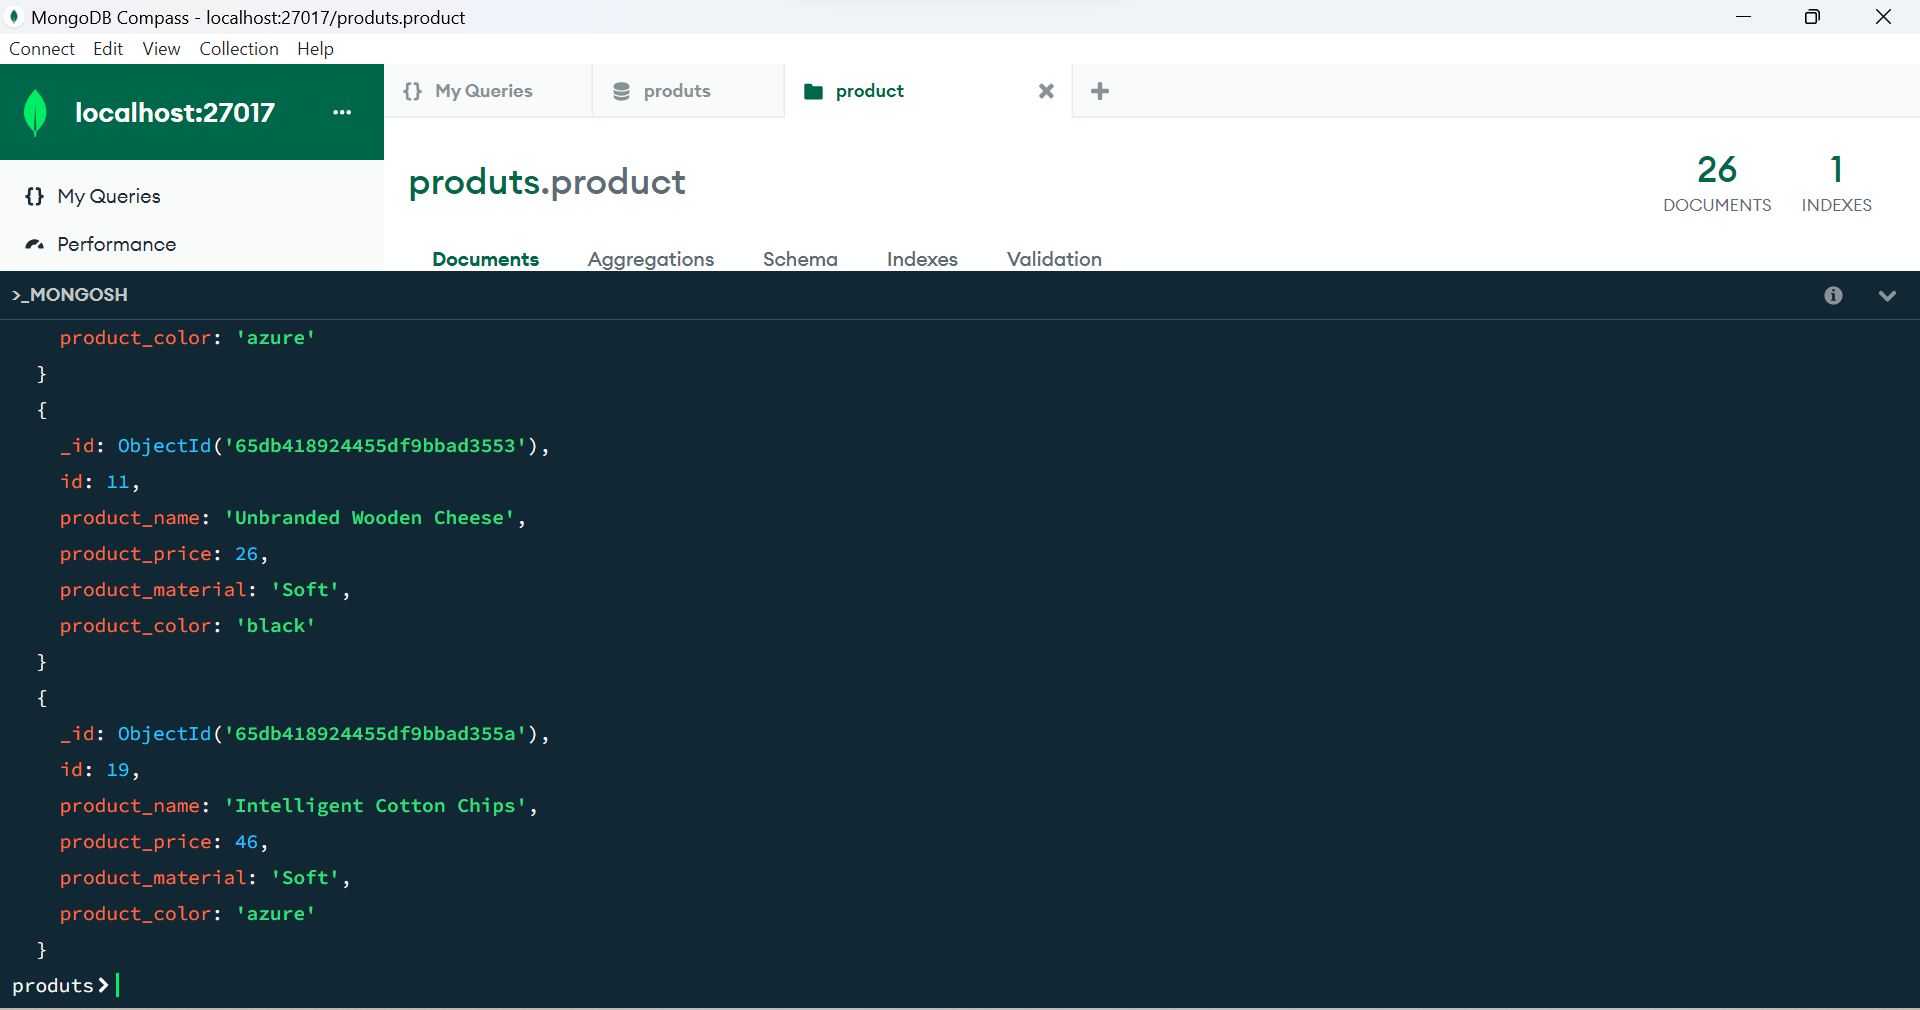 MongoDB Compass - localhost:27017/produts.product
Connect Edit View Collection Help
localhost:27017 ...
{} My Queries
produts
product
{} My Queries
Performance
produts.product
26
DOCUMENTS
1
INDEXES
Documents Aggregations Schema Indexes Validation
>_MONGOSH
product_color: 'azure'
}
{
_id: ObjectId('65db418924455df9bbad3553'),
id: 11,
product_name: 'Unbranded Wooden Cheese',
product_price: 26,
product_material: 'Soft',
product_color: 'black'
}
{
_id: ObjectId('65db418924455df9bbad355a'),
id: 19,
product_name: 'Intelligent Cotton Chips',
product_price: 46,
product_material: 'Soft',
product_color: 'azure'
}
produts>